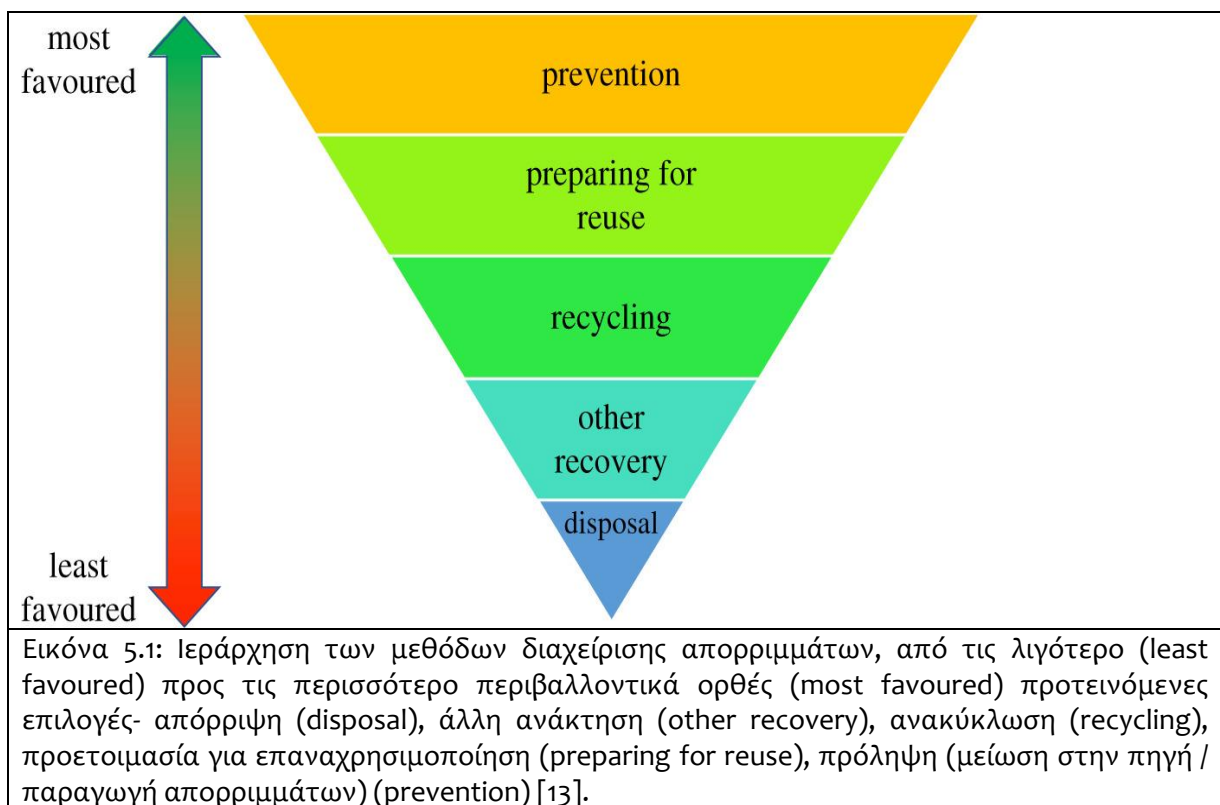 most
favoured
prevention
preparing for
reuse
recycling
other
recovery
disposal
least
favoured
Εικόνα 5.1: Ιεράρχηση των μεθόδων διαχείρισης απορριμμάτων, από τις λιγότερο (least
favoured) προς τις περισσότερο περιβαλλοντικά ορθές (most favoured) προτεινόμενες
επιλογές- απόρριψη (disposal), άλλη ανάκτηση (other recovery), ανακύκλωση (recycling),
προετοιμασία για επαναχρησιμοποίηση (preparing for reuse), πρόληψη (μείωση στην πηγή /
παραγωγή απορριμμάτων) (prevention) [13].